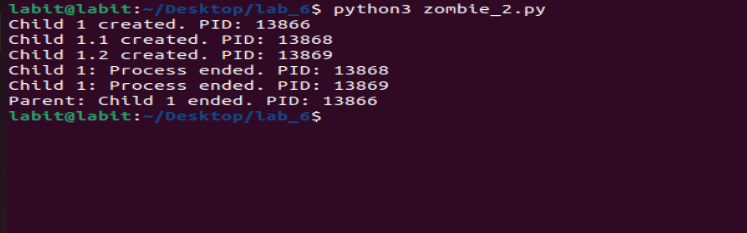 labit@labit:~/Desktop/lab_6$ python3 zombie_2.py
Child 1 created. PID: 13866
Child 1.1 created. PID: 13868
Child 1.2 created. PID: 13869
Child 1: Process ended. PID: 13868
Child 1: Process ended. PID: 13869
Parent: Child 1 ended. PID: 13866
labit@labit:~/Desktop/lab_6$